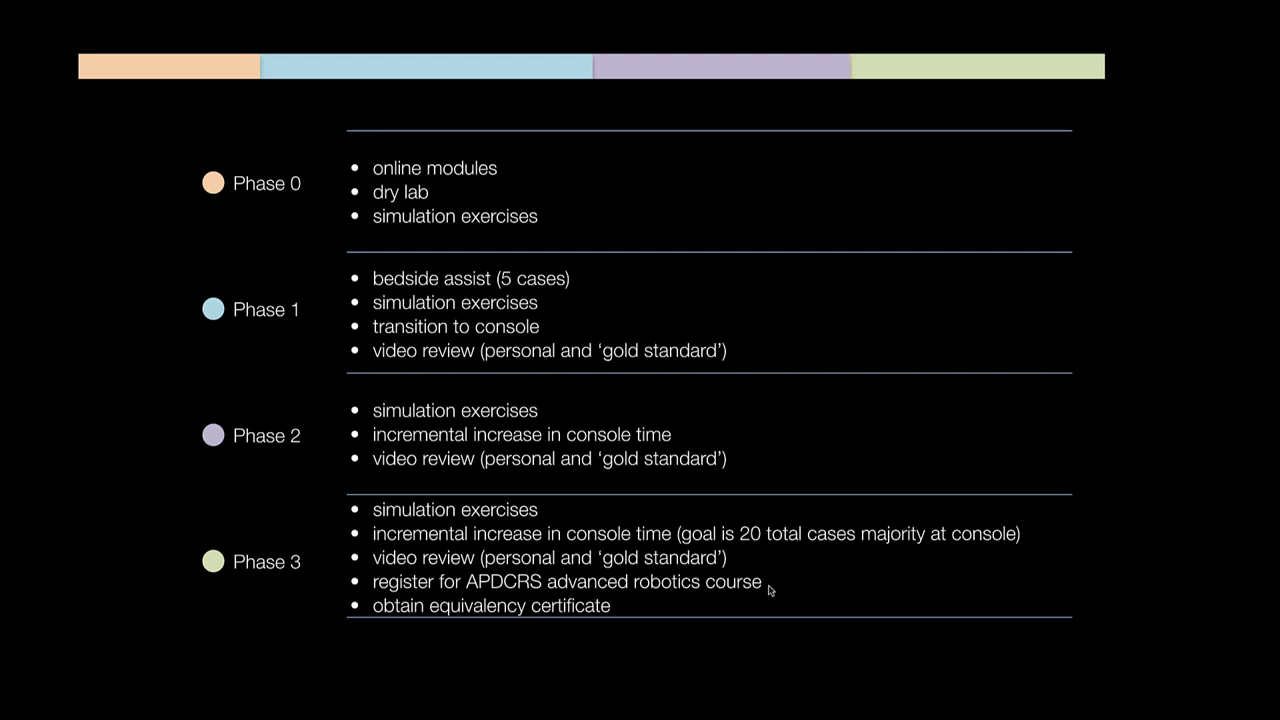 Phase 0
• online modules
• dry lab
• simulation exercises
Phase 1
• bedside assist (5 cases)
• simulation exercises
• transition to console
• video review (personal and ‘gold standard’)
Phase 2
• simulation exercises
• incremental increase in console time
• video review (personal and ‘gold standard’)
Phase 3
• simulation exercises
• incremental increase in console time (goal is 20 total cases majority at console)
• video review (personal and ‘gold standard’)
• register for APDCRS advanced robotics course
• obtain equivalency certificate